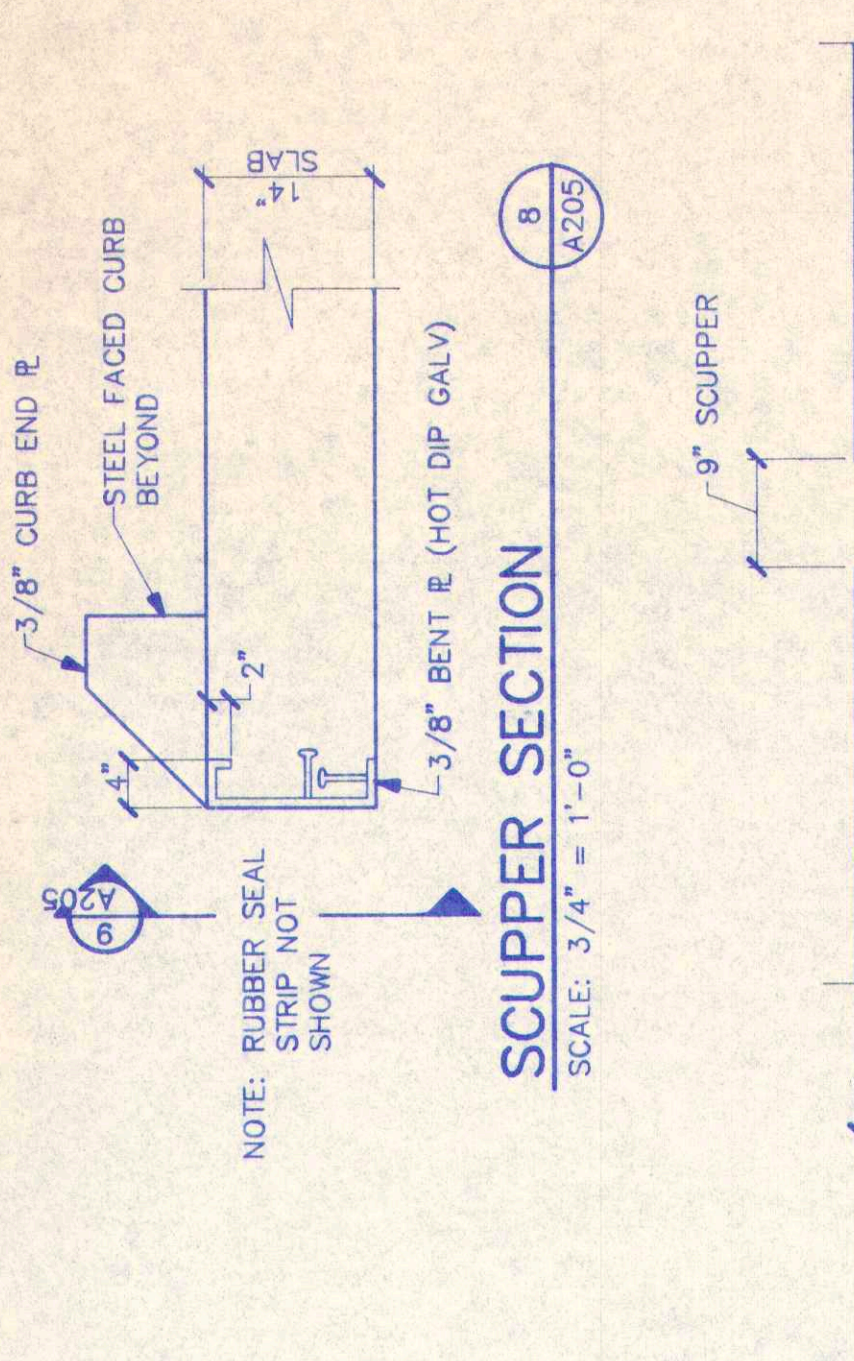 3/8" CURB END ℄
STEEL FACED CURB
BEYOND
4"
2"
14"
SLAB
9
A205
NOTE: RUBBER SEAL
STRIP NOT
SHOWN
3/8" BENT ℄ (HOT DIP GALV)
SCUPPER SECTION
SCALE: 3/4" = 1'-0"
8
A205
9" SCUPPER